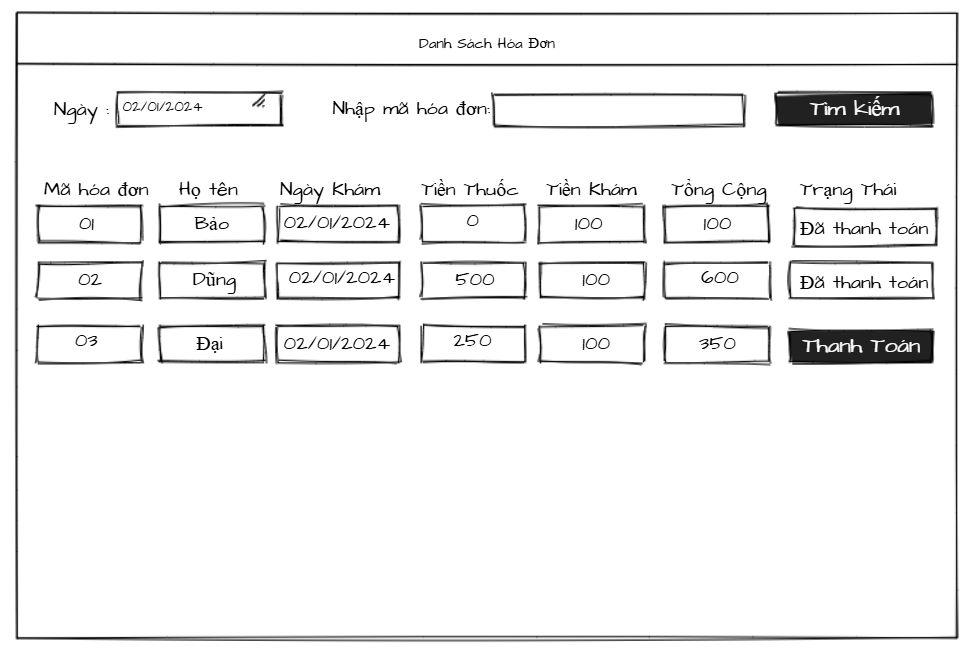 Danh Sách Hóa Đơn
Ngày : 02/01/2024 Nhập mã hóa đơn: Tìm kiếm
Mã hóa đơn Họ tên Ngày Khám Tiền Thuốc Tiền Khám Tổng Cộng Trạng Thái
01 Bảo 02/01/2024 0 100 100 Đã thanh toán
02 Dũng 02/01/2024 500 100 600 Đã thanh toán
03 Đại 02/01/2024 250 100 350 Thanh Toán